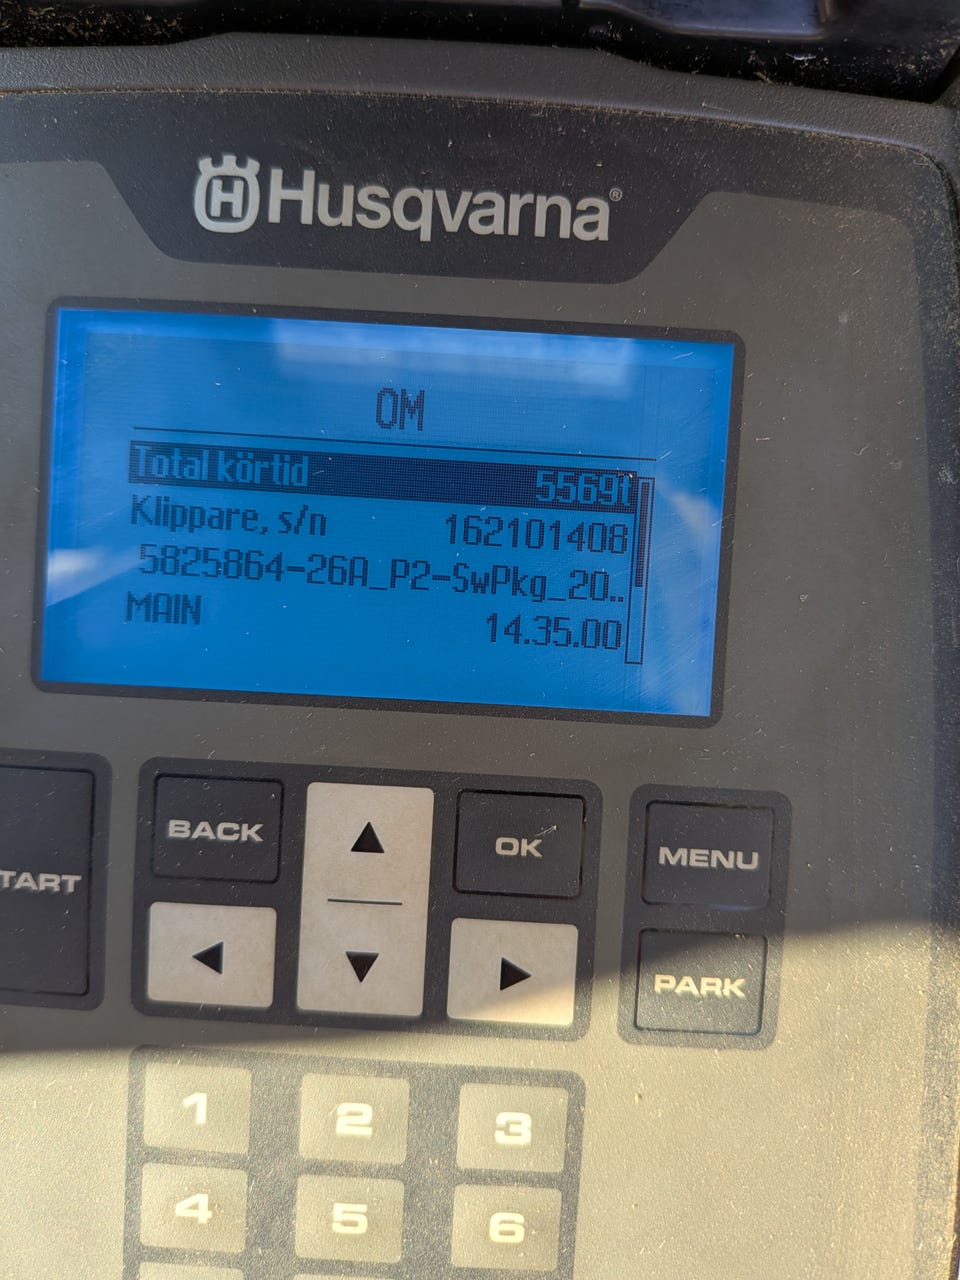 H Husqvarna®
OM
Total körtid 5569t
Klippare, s/n 162101408
5825864-26A_P2-SwPkg_20..
MAIN 14.35.00
BACK
OK
MENU
TART
PARK
1 2 3
4 5 6